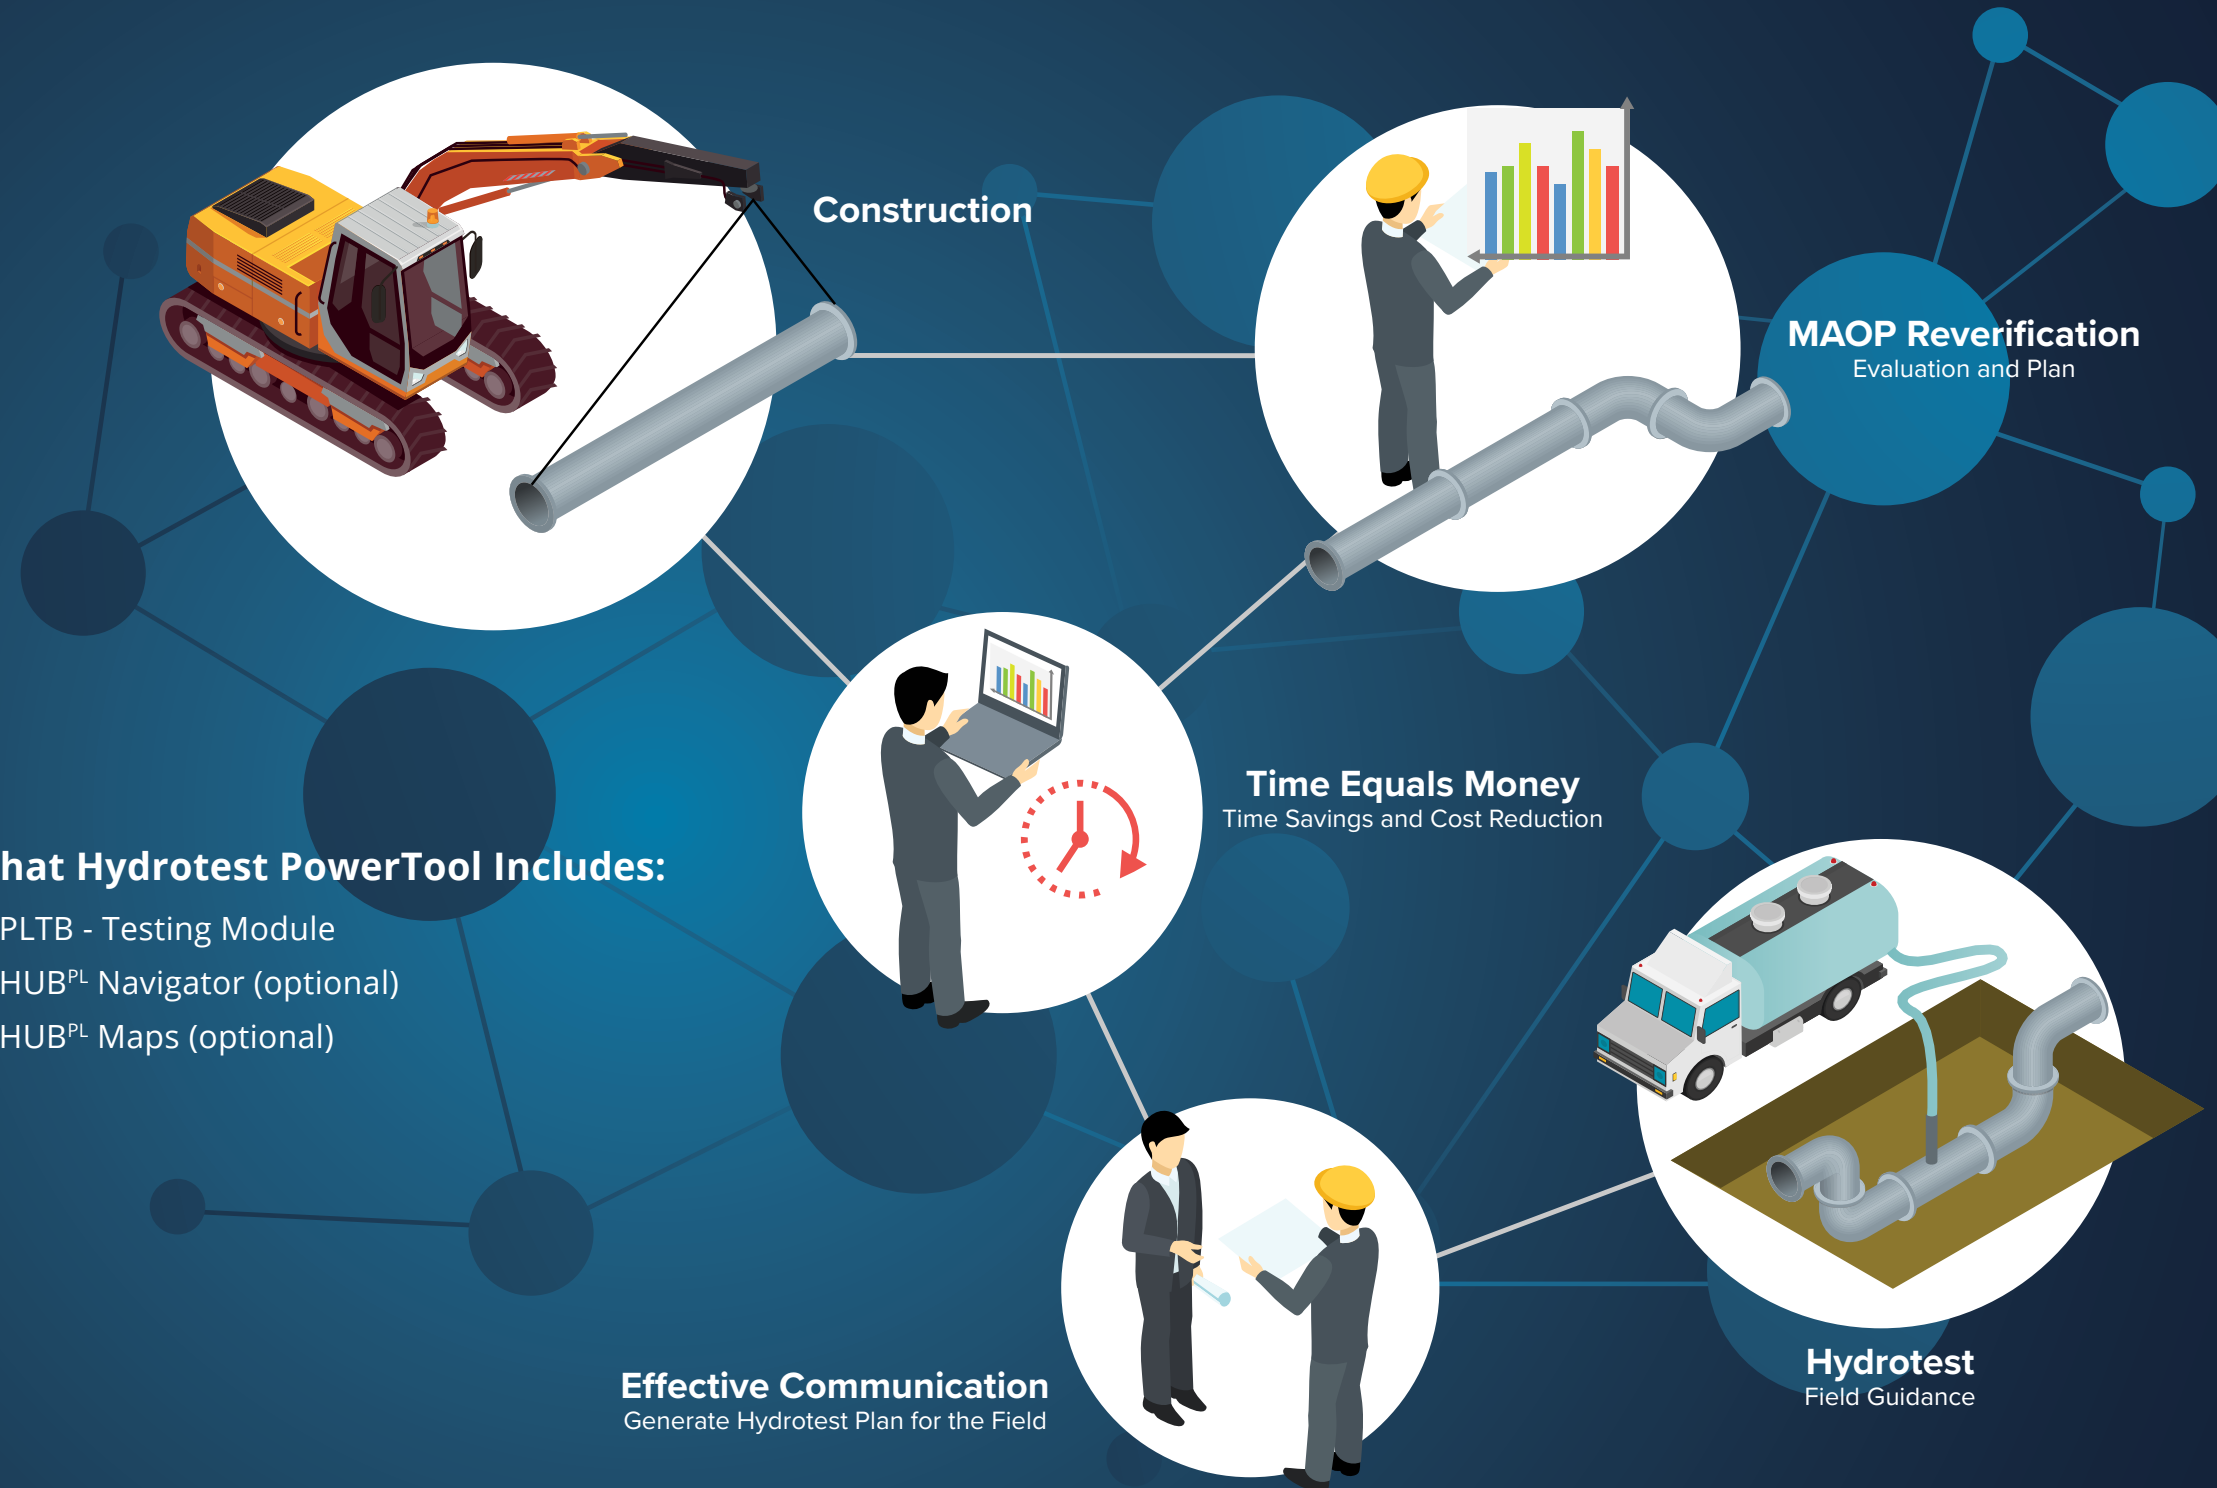 Construction
MAOP Reverification
Evaluation and Plan
Time Equals Money
Time Savings and Cost Reduction
hat Hydrotest PowerTool Includes:
PLTB - Testing Module
HUBPL Navigator (optional)
HUBPL Maps (optional)
Effective Communication
Generate Hydrotest Plan for the Field
Hydrotest
Field Guidance